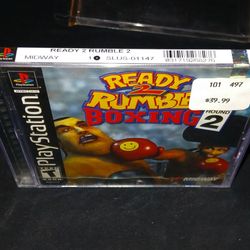 READY 2 RUMBLE 2
MIDWAY
1
SLUS-01147
PlayStation
READY
2
RUMBLE
BOXING
ROUND
2
101 497
$39.99
MIDWAY